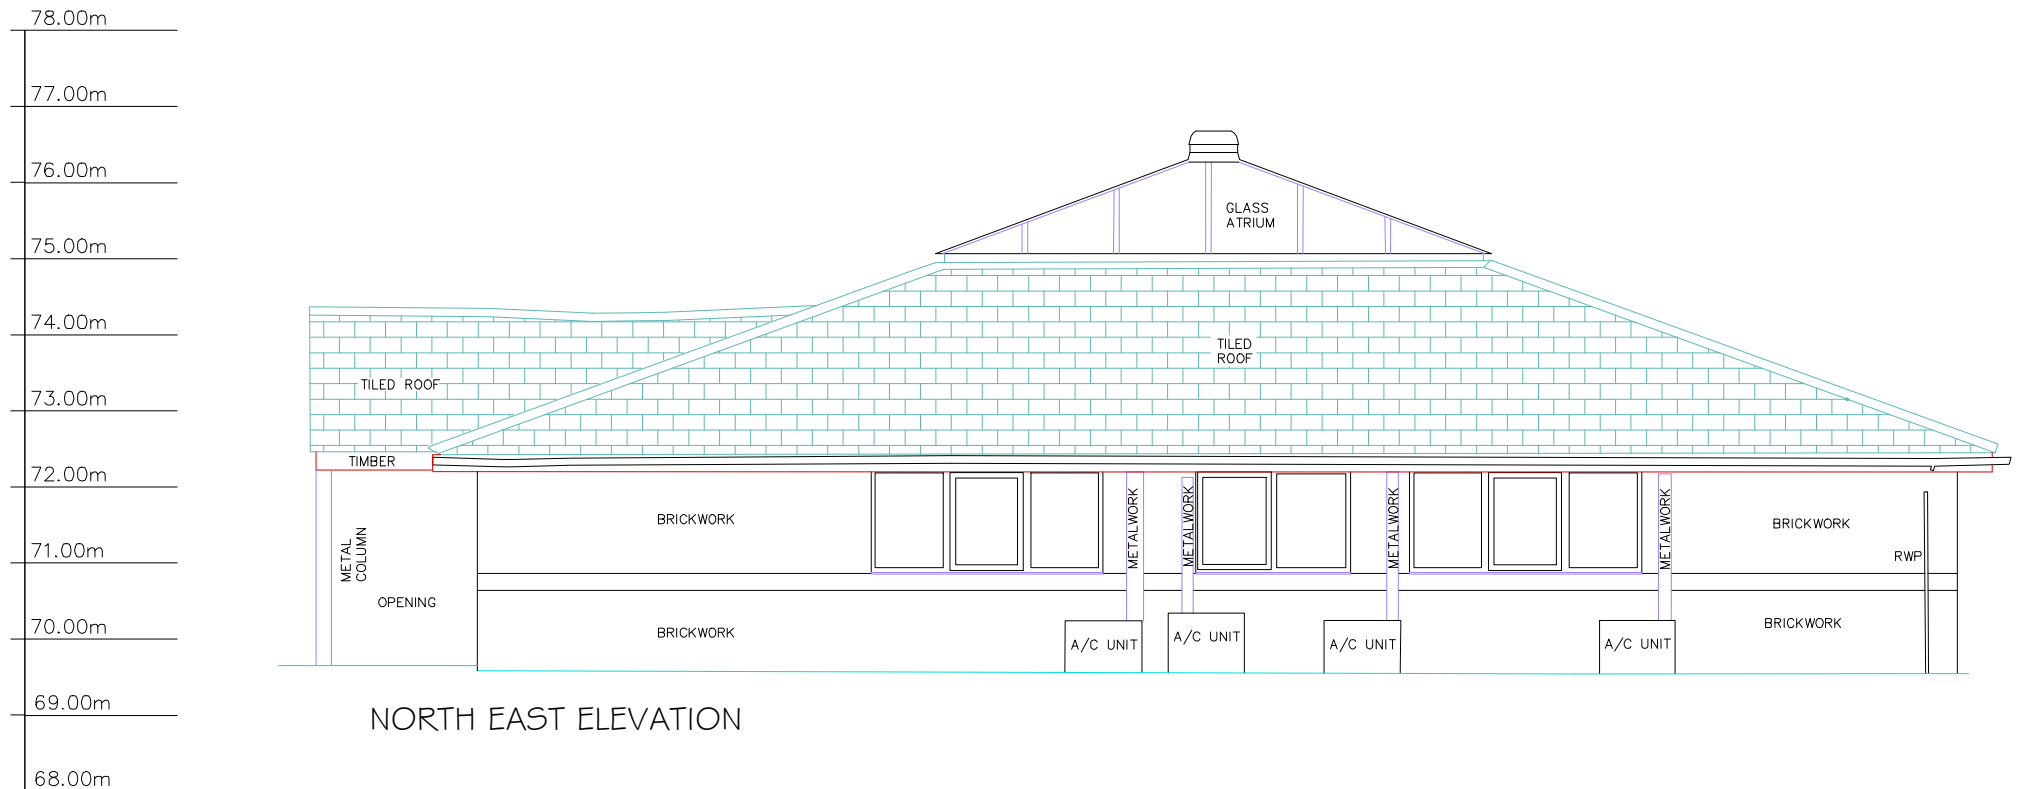 78.00m
77.00m
76.00m
75.00m
74.00m
73.00m
72.00m
71.00m
70.00m
69.00m
68.00m
GLASS
ATRIUM
TILED
ROOF
TILED ROOF
TIMBER
METAL
COLUMN
OPENING
BRICKWORK
BRICKWORK
METALWORK
METALWORK
METALWORK
METALWORK
BRICKWORK
RWP
BRICKWORK
A/C UNIT
A/C UNIT
A/C UNIT
A/C UNIT
NORTH EAST ELEVATION